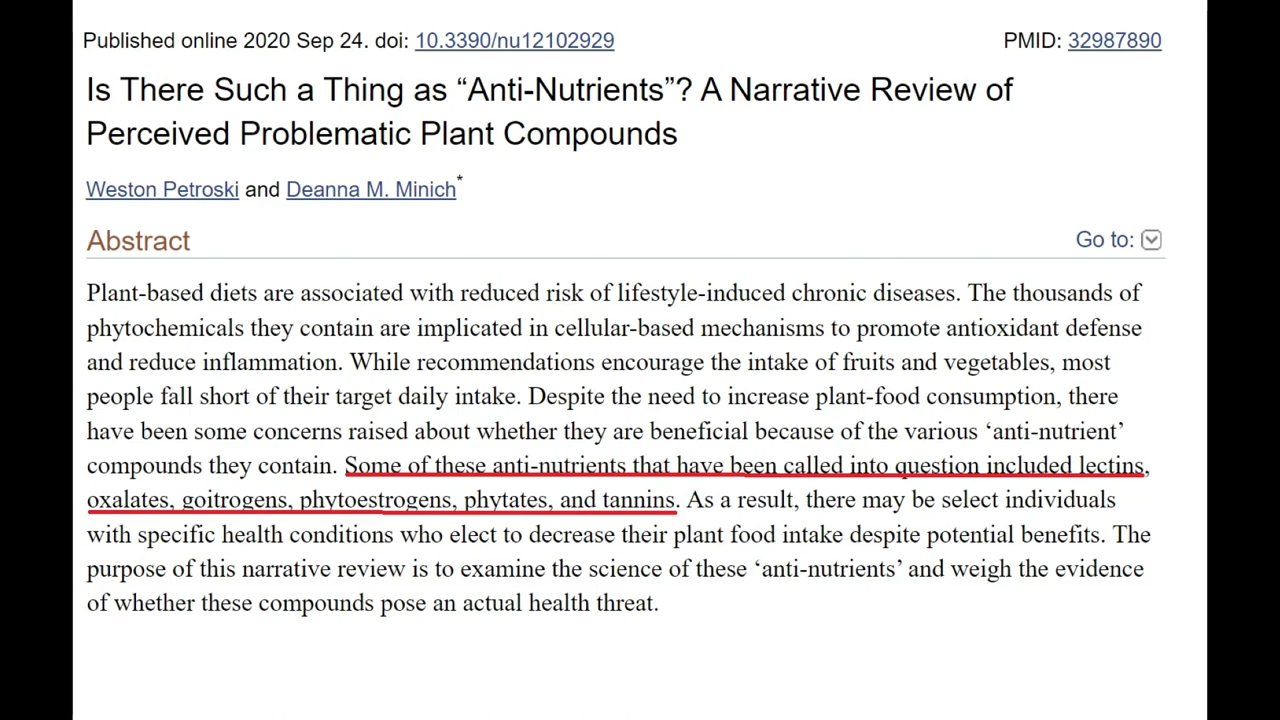 Published online 2020 Sep 24. doi: 10.3390/nu12102929 PMID: 32987890
Is There Such a Thing as “Anti-Nutrients”? A Narrative Review of
Perceived Problematic Plant Compounds
Weston Petroski and Deanna M. Minich*
Abstract Go to:
Plant-based diets are associated with reduced risk of lifestyle-induced chronic diseases. The thousands of
phytochemicals they contain are implicated in cellular-based mechanisms to promote antioxidant defense
and reduce inflammation. While recommendations encourage the intake of fruits and vegetables, most
people fall short of their target daily intake. Despite the need to increase plant-food consumption, there
have been some concerns raised about whether they are beneficial because of the various ‘anti-nutrient’
compounds they contain. Some of these anti-nutrients that have been called into question included lectins,
oxalates, goitrogens, phytoestrogens, phytates, and tannins. As a result, there may be select individuals
with specific health conditions who elect to decrease their plant food intake despite potential benefits. The
purpose of this narrative review is to examine the science of these ‘anti-nutrients’ and weigh the evidence
of whether these compounds pose an actual health threat.